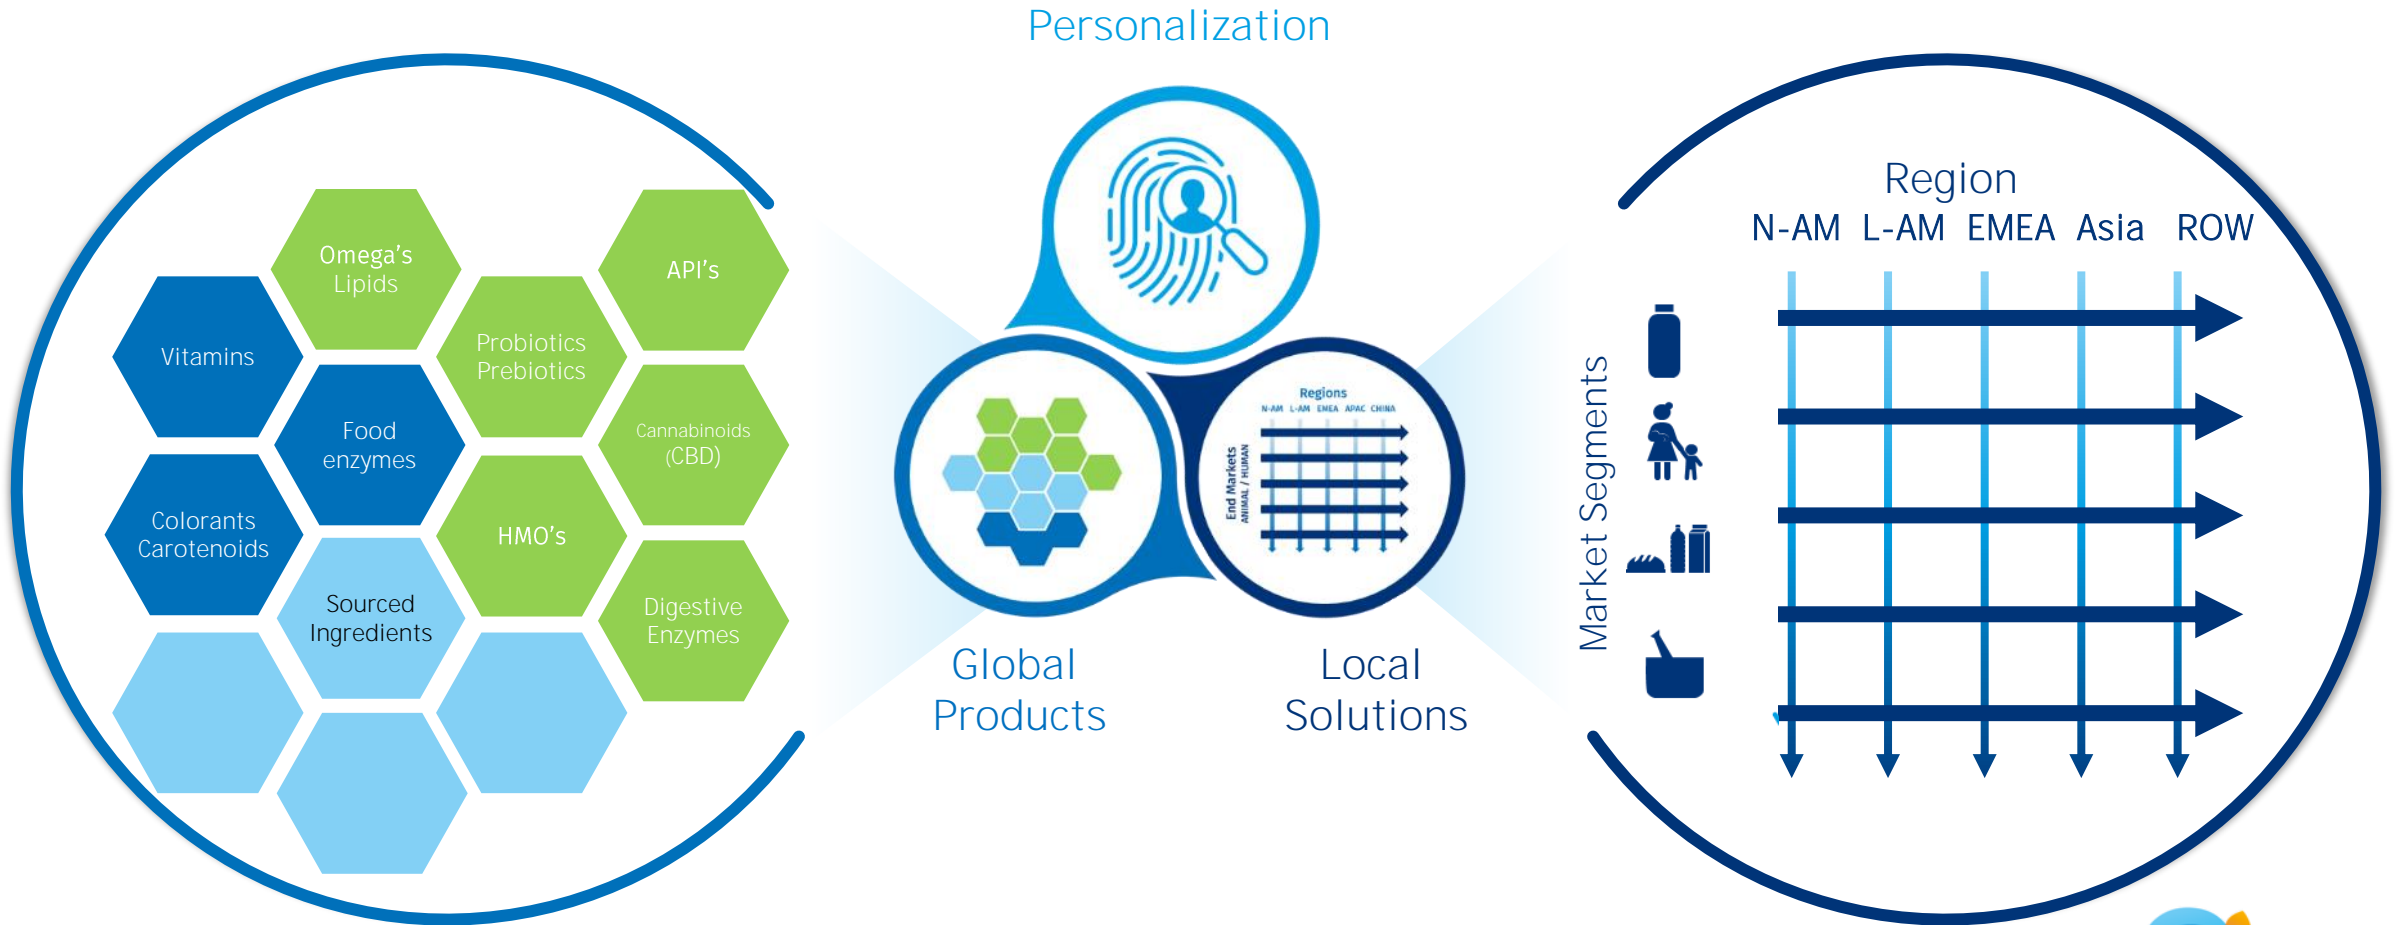 Personalization
Omega's
Lipids
API's
Vitamins
Probiotics
Prebiotics
Food
enzymes
Cannabinoids
(CBD)
Colorants
Carotenoids
HMO's
Sourced
Ingredients
Digestive
Enzymes
Regions
N-AM L-AM EMEA APAC CHINA
End Markets
ANIMAL / HUMAN
Global
Products
Local
Solutions
Region
N-AM L-AM EMEA Asia ROW
Market Segments